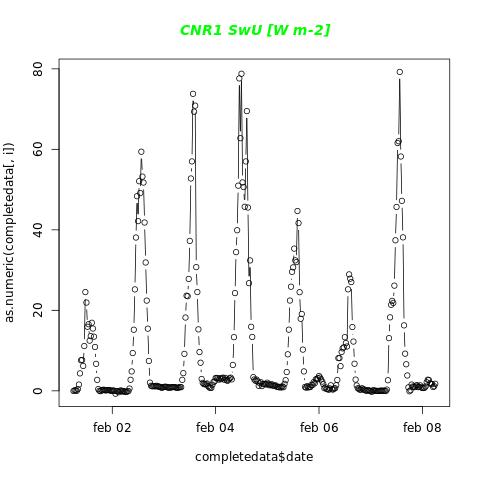 CNR1 SwU [W m-2]
as.numeric(completedata[, i])
80
60
40
20
0
feb 02
feb 04
feb 06
feb 08
completedata$date